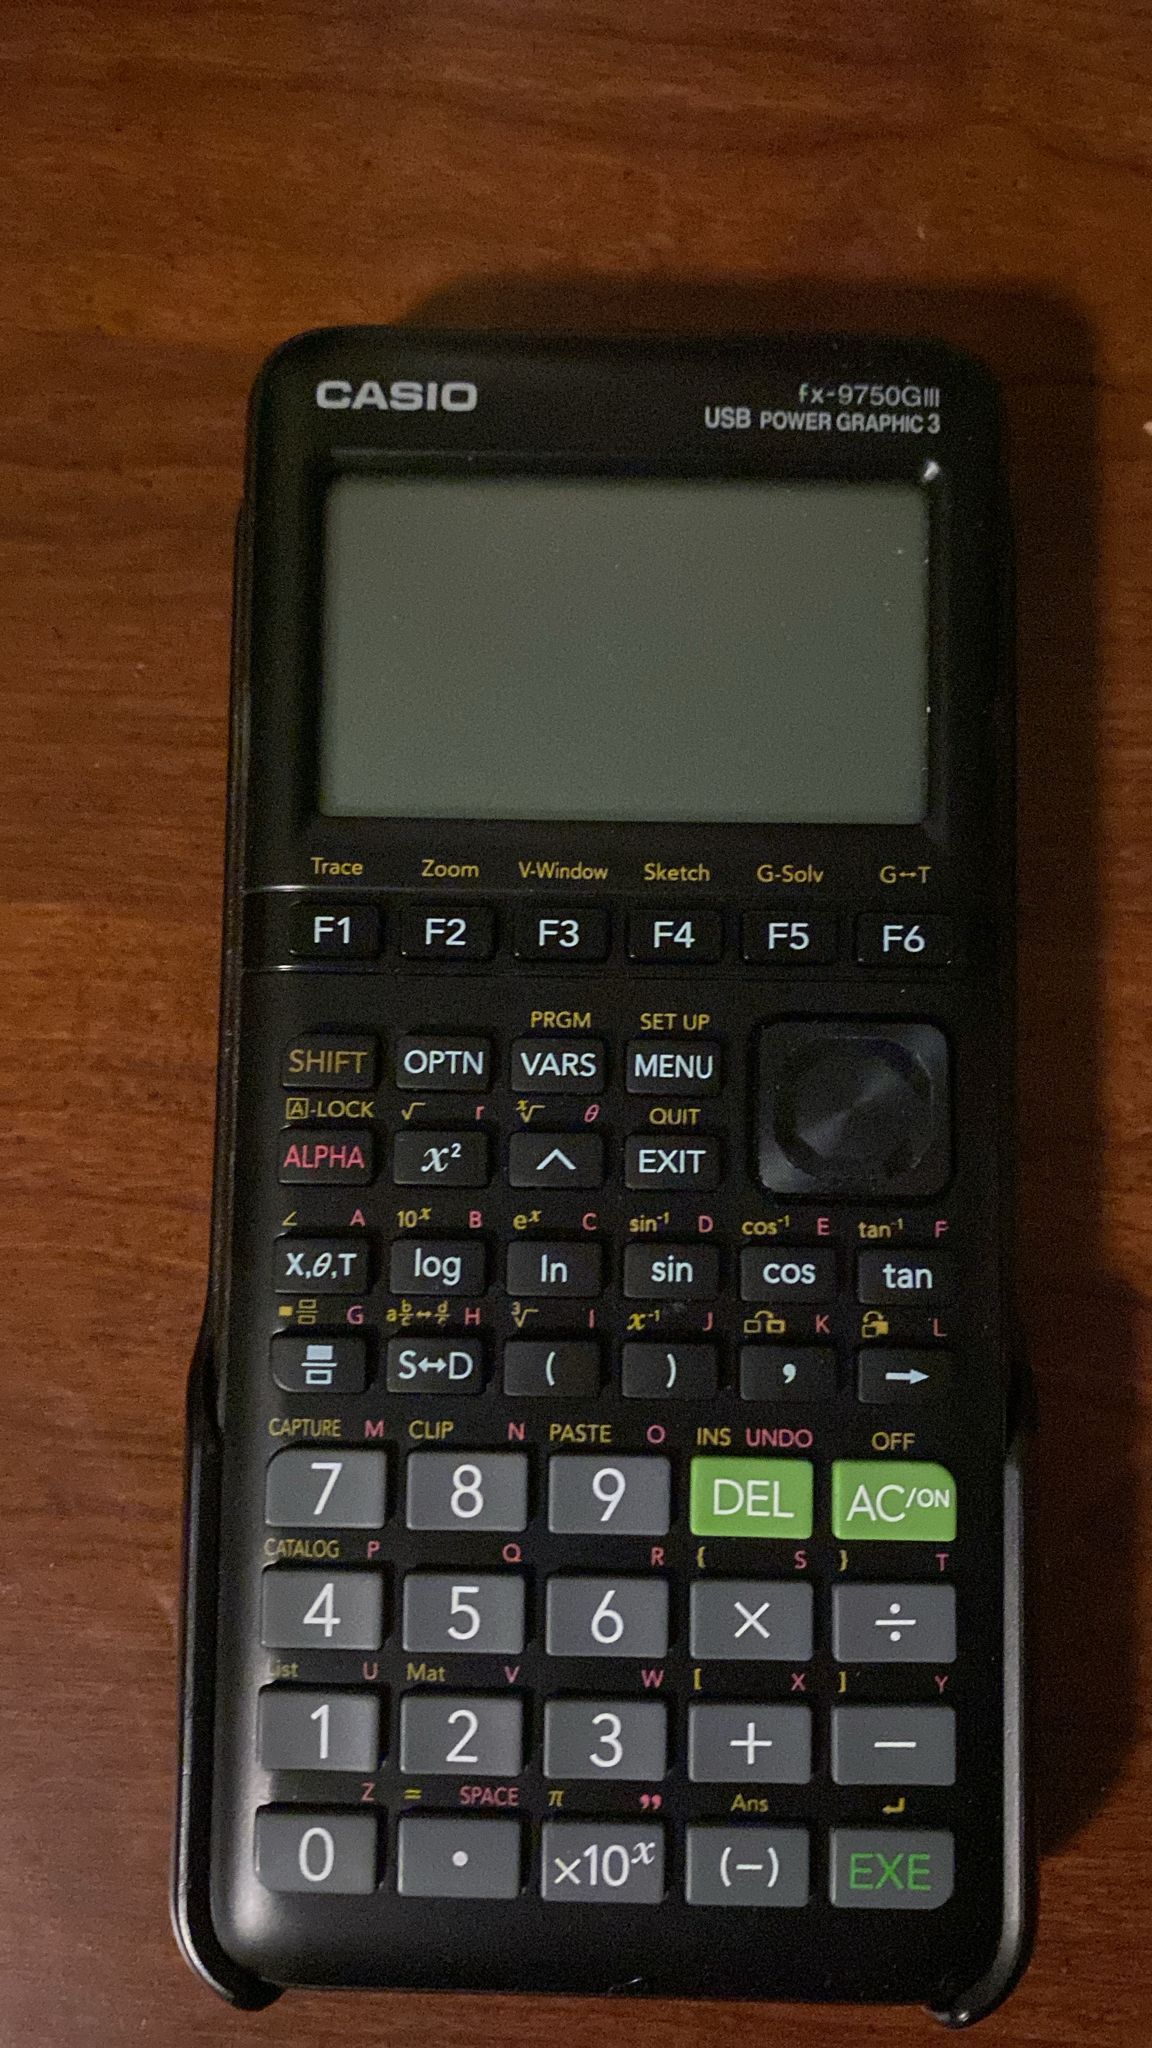 CASIO
fx-9750GIII
USB POWER GRAPHIC 3
Trace Zoom V-Window Sketch G-Solv G↔T
F1 F2 F3 F4 F5 F6
PRGM SET UP
SHIFT OPTN VARS MENU
A-LOCK √ r ˣ√ θ QUIT
ALPHA x² ^ EXIT
∠ A 10ˣ B eˣ C sin⁻¹ D cos⁻¹ E tan⁻¹ F
X,θ,T log ln sin cos tan
G a b/c↔d/c H ³√ I x⁻¹ J K L
S↔D ( ) , →
CAPTURE M CLIP N PASTE O INS UNDO OFF
7 8 9 DEL AC/ON
CATALOG P Q R { S } T
4 5 6 × ÷
List U Mat V W [ X ] Y
1 2 3 + −
Z = SPACE π ” Ans ↵
0 • ×10ˣ (−) EXE